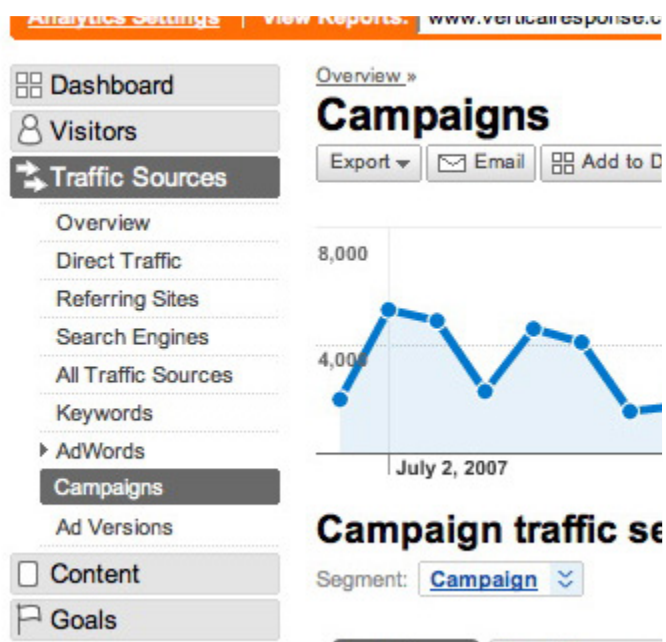 Analytics Settings | View Reports: www.verticalresponse.c
Dashboard
Visitors
Traffic Sources
Overview
Direct Traffic
Referring Sites
Search Engines
All Traffic Sources
Keywords
AdWords
Campaigns
Ad Versions
Content
Goals
Overview »
Campaigns
Export Email Add to D
8,000
4,000
July 2, 2007
Campaign traffic se
Segment: Campaign